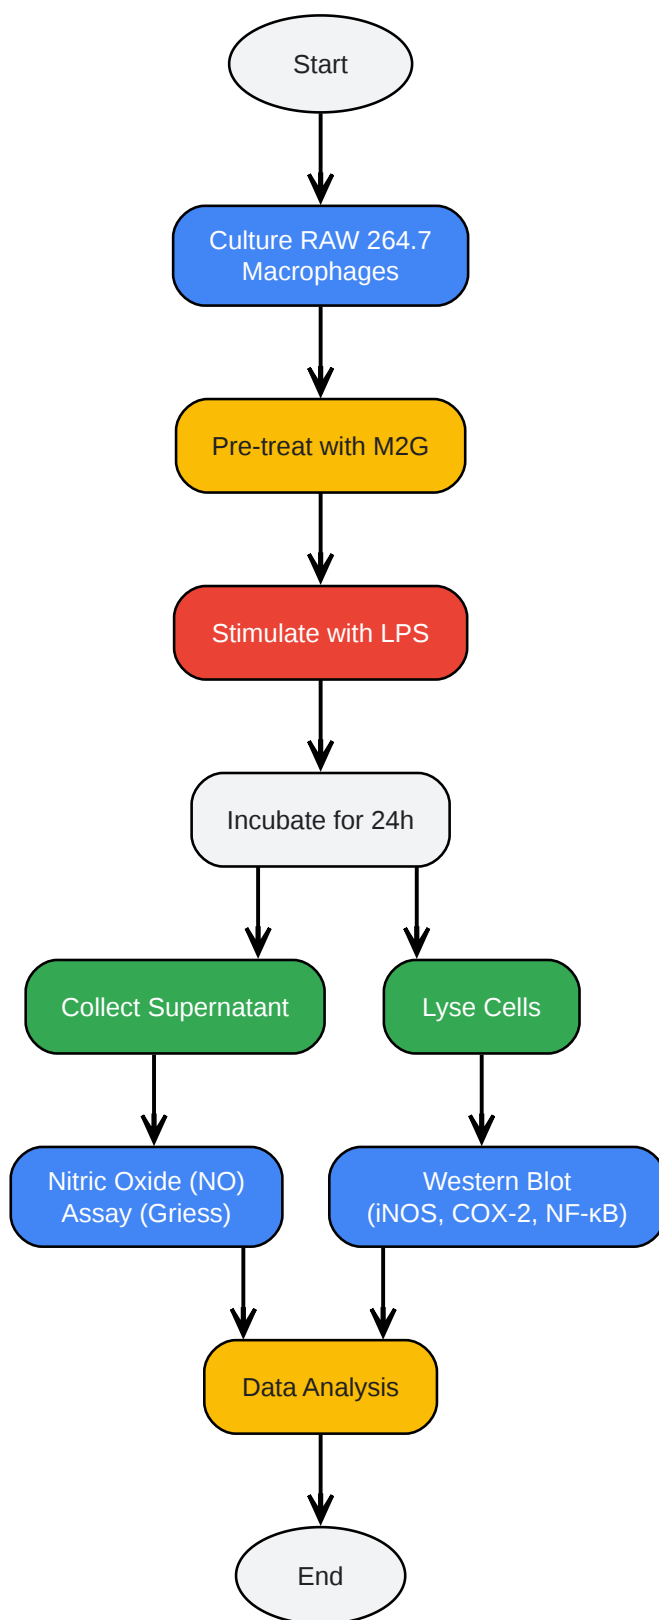 Start
Culture RAW 264.7
Macrophages
Pre-treat with M2G
Stimulate with LPS
Incubate for 24h
Collect Supernatant
Lyse Cells
Nitric Oxide (NO)
Assay (Griess)
Western Blot
(iNOS, COX-2, NF-κB)
Data Analysis
End